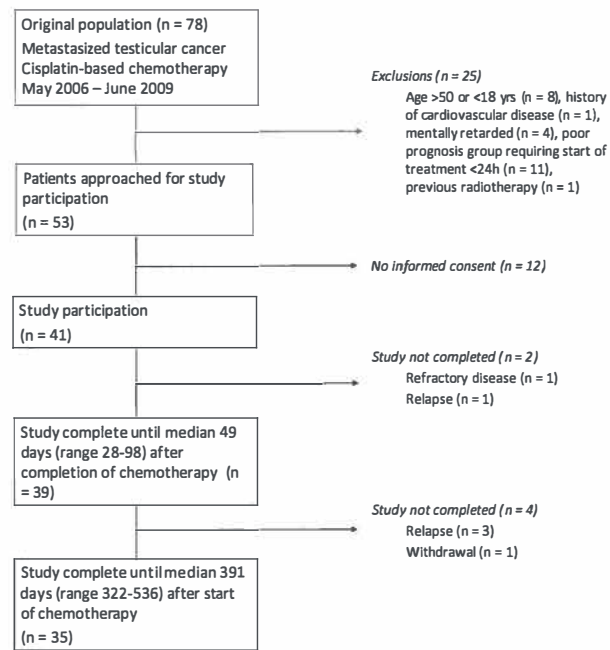 Original population (n = 78)
Metastasized testicular cancer
Cisplatin-based chemotherapy
May 2006 – June 2009
Exclusions (n = 25)
Age >50 or <18 yrs (n = 8), history
of cardiovascular disease (n = 1),
mentally retarded (n = 4), poor
prognosis group requiring start of
treatment <24h (n = 11),
previous radiotherapy (n = 1)
Patients approached for study
participation
(n = 53)
No informed consent (n = 12)
Study participation
(n = 41)
Study not completed (n = 2)
Refractory disease (n = 1)
Relapse (n = 1)
Study complete until median 49
days (range 28-98) after
completion of chemotherapy (n
= 39)
Study not completed (n = 4)
Relapse (n = 3)
Withdrawal (n = 1)
Study complete until median 391
days (range 322-536) after start
of chemotherapy
(n = 35)